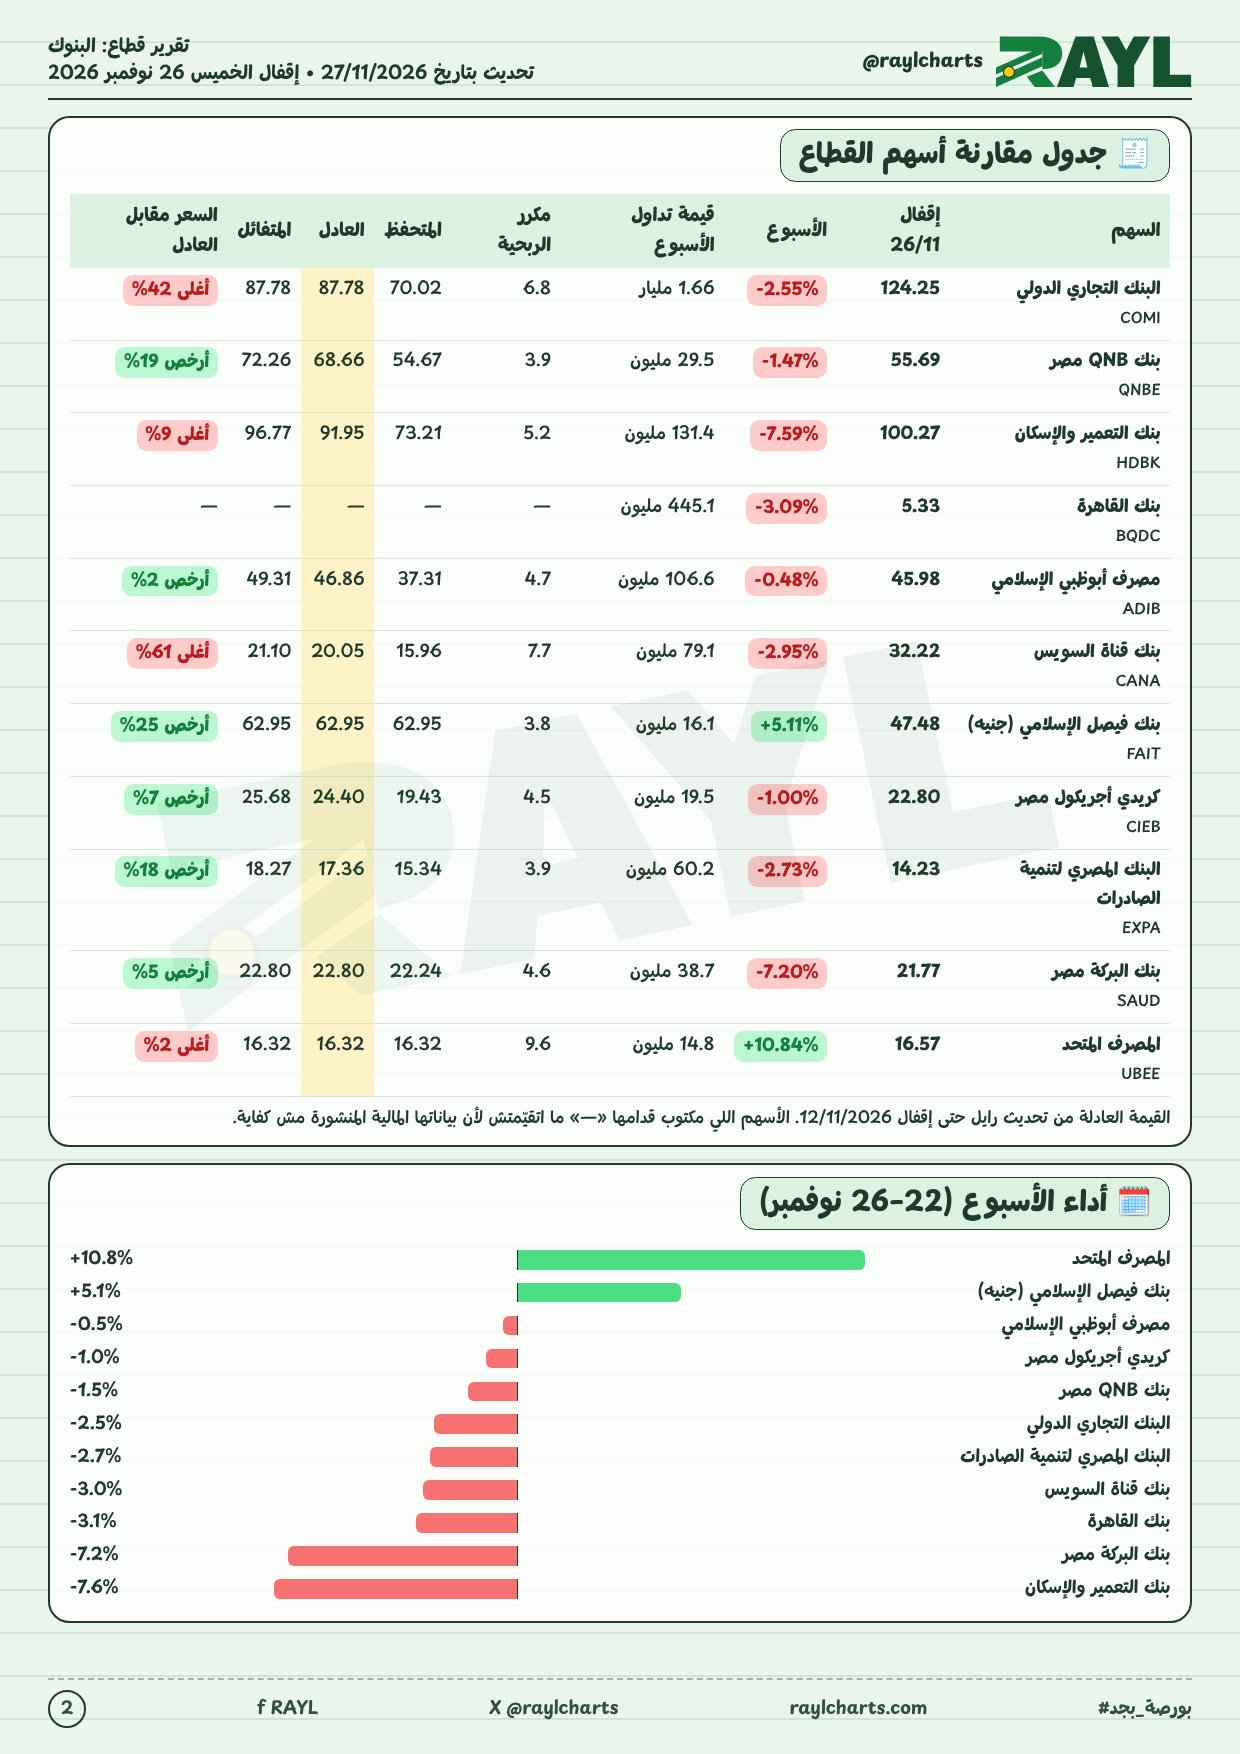 RAYL
@raylcharts
تقرير قطاع: البنوك
تحديث بتاريخ 27/11/2026 • إقفال الخميس 26 نوفمبر 2026
جدول مقارنة أسهم القطاع
السهم إقفال 26/11 الأسبوع قيمة تداول الأسبوع مكرر الربحية المتحفظ العادل المتفائل السعر مقابل العادل
البنك التجاري الدولي 124.25 -2.55% 1.66 مليار 6.8 70.02 87.78 87.78 أغلى 42%
COMI
بنك QNB مصر 55.69 -1.47% 29.5 مليون 3.9 54.67 68.66 72.26 أرخص 19%
QNBE
بنك التعمير والإسكان 100.27 -7.59% 131.4 مليون 5.2 73.21 91.95 96.77 أغلى 9%
HDBK
بنك القاهرة 5.33 -3.09% 445.1 مليون — — — — —
BQDC
مصرف أبوظبي الإسلامي 45.98 -0.48% 106.6 مليون 4.7 37.31 46.86 49.31 أرخص 2%
ADIB
بنك قناة السويس 32.22 -2.95% 79.1 مليون 7.7 15.96 20.05 21.10 أغلى 61%
CANA
بنك فيصل الإسلامي (جنيه) 47.48 +5.11% 16.1 مليون 3.8 62.95 62.95 62.95 أرخص 25%
FAIT
كريدي أجريكول مصر 22.80 -1.00% 19.5 مليون 4.5 19.43 24.40 25.68 أرخص 7%
CIEB
البنك المصري لتنمية الصادرات 14.23 -2.73% 60.2 مليون 3.9 15.34 17.36 18.27 أرخص 18%
EXPA
بنك البركة مصر 21.77 -7.20% 38.7 مليون 4.6 22.24 22.80 22.80 أرخص 5%
SAUD
المصرف المتحد 16.57 +10.84% 14.8 مليون 9.6 16.32 16.32 16.32 أغلى 2%
UBEE
القيمة العادلة من تحديث رايل حتى إقفال 12/11/2026. الأسهم اللي مكتوب قدامها «—» ما اتقيّمتش لأن بياناتها المالية المنشورة مش كفاية.
أداء الأسبوع (22–26 نوفمبر)
المصرف المتحد +10.8%
بنك فيصل الإسلامي (جنيه) +5.1%
مصرف أبوظبي الإسلامي -0.5%
كريدي أجريكول مصر -1.0%
بنك QNB مصر -1.5%
البنك التجاري الدولي -2.5%
البنك المصري لتنمية الصادرات -2.7%
بنك قناة السويس -3.0%
بنك القاهرة -3.1%
بنك البركة مصر -7.2%
بنك التعمير والإسكان -7.6%
#بورصة_بجد raylcharts.com X @raylcharts f RAYL 2